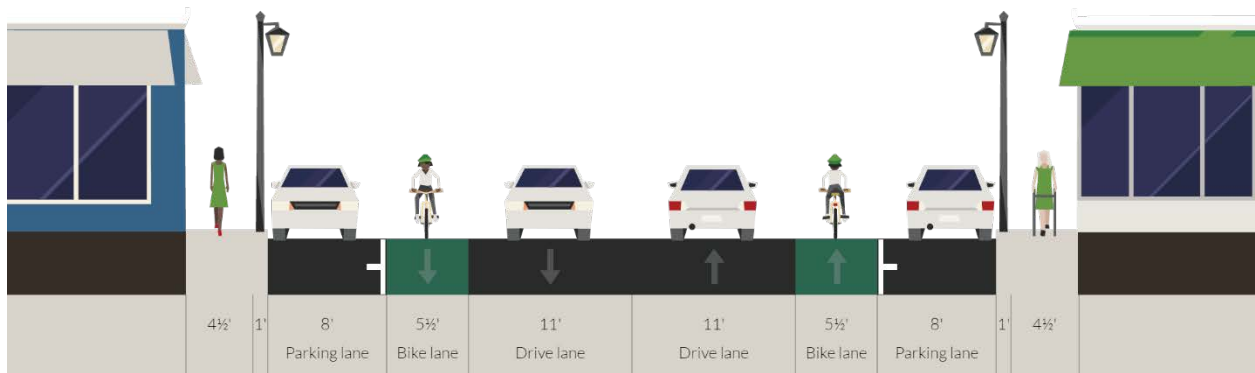 4½' 1' 8' 5½' 11' 11' 5½' 8' 1' 4½'
Parking lane Bike lane Drive lane Drive lane Bike lane Parking lane